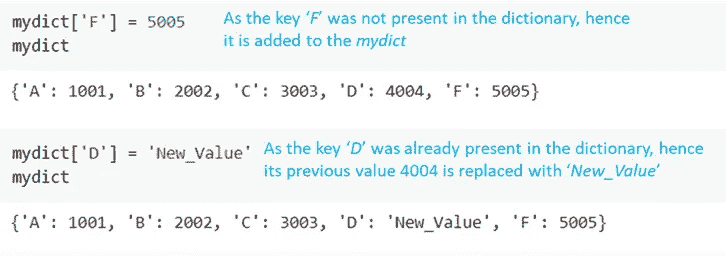 mydict['F'] = 5005 As the key ‘F’ was not present in the dictionary, hence
mydict it is added to the mydict
{'A': 1001, 'B': 2002, 'C': 3003, 'D': 4004, 'F': 5005}
mydict['D'] = 'New_Value' As the key ‘D’ was already present in the dictionary, hence
mydict its previous value 4004 is replaced with ‘New_Value’
{'A': 1001, 'B': 2002, 'C': 3003, 'D': 'New_Value', 'F': 5005}